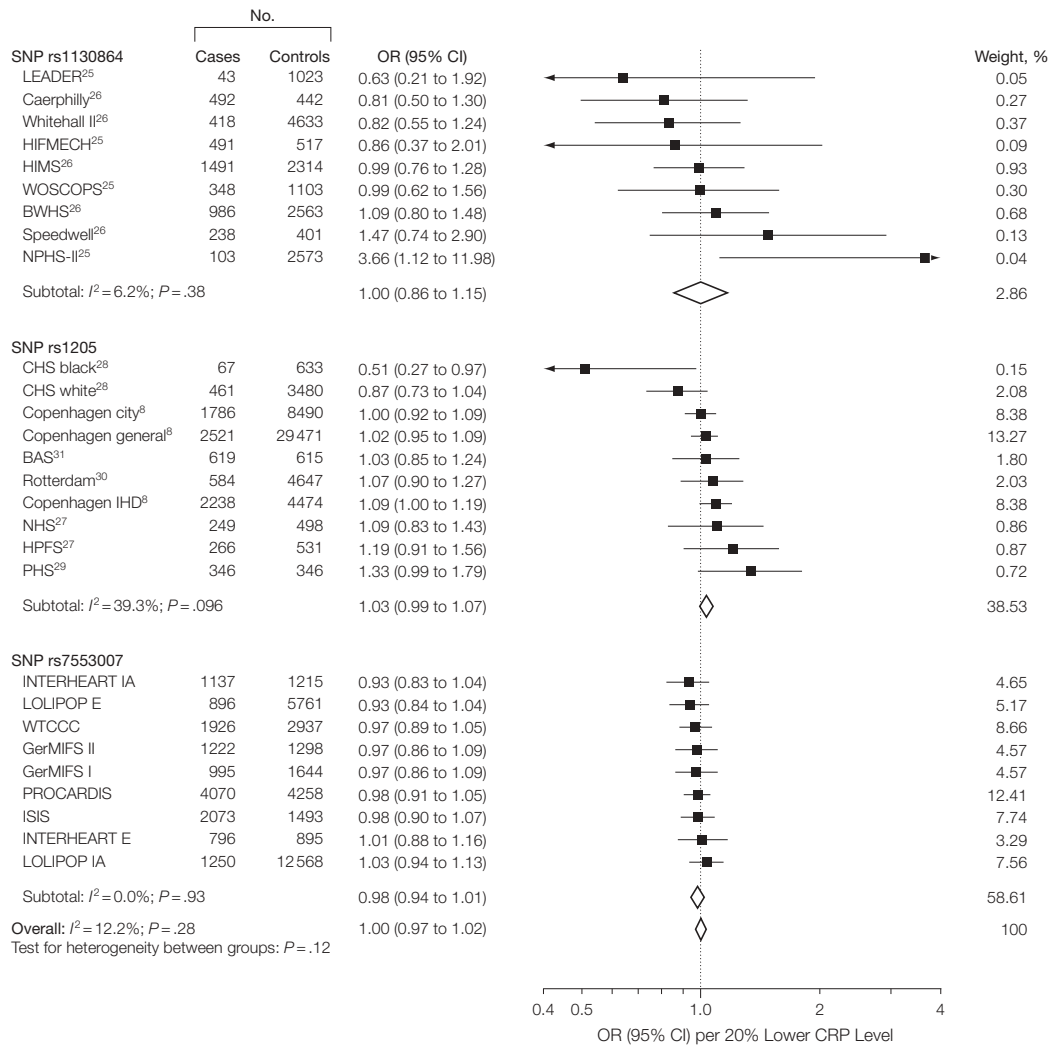 No.
SNP rs1130864 Cases Controls OR (95% CI) Weight, %
LEADER25 43 1023 0.63 (0.21 to 1.92) 0.05
Caerphilly26 492 442 0.81 (0.50 to 1.30) 0.27
Whitehall II26 418 4633 0.82 (0.55 to 1.24) 0.37
HIFMECH25 491 517 0.86 (0.37 to 2.01) 0.09
HIMS26 1491 2314 0.99 (0.76 to 1.28) 0.93
WOSCOPS25 348 1103 0.99 (0.62 to 1.56) 0.30
BWHS26 986 2563 1.09 (0.80 to 1.48) 0.68
Speedwell26 238 401 1.47 (0.74 to 2.90) 0.13
NPHS-II25 103 2573 3.66 (1.12 to 11.98) 0.04
Subtotal: I2 = 6.2%; P = .38 1.00 (0.86 to 1.15) 2.86
SNP rs1205
CHS black28 67 633 0.51 (0.27 to 0.97) 0.15
CHS white28 461 3480 0.87 (0.73 to 1.04) 2.08
Copenhagen city8 1786 8490 1.00 (0.92 to 1.09) 8.38
Copenhagen general8 2521 29 471 1.02 (0.95 to 1.09) 13.27
BAS31 619 615 1.03 (0.85 to 1.24) 1.80
Rotterdam30 584 4647 1.07 (0.90 to 1.27) 2.03
Copenhagen IHD8 2238 4474 1.09 (1.00 to 1.19) 8.38
NHS27 249 498 1.09 (0.83 to 1.43) 0.86
HPFS27 266 531 1.19 (0.91 to 1.56) 0.87
PHS29 346 346 1.33 (0.99 to 1.79) 0.72
Subtotal: I2 = 39.3%; P = .096 1.03 (0.99 to 1.07) 38.53
SNP rs7553007
INTERHEART IA 1137 1215 0.93 (0.83 to 1.04) 4.65
LOLIPOP E 896 5761 0.93 (0.84 to 1.04) 5.17
WTCCC 1926 2937 0.97 (0.89 to 1.05) 8.66
GerMIFS II 1222 1298 0.97 (0.86 to 1.09) 4.57
GerMIFS I 995 1644 0.97 (0.86 to 1.09) 4.57
PROCARDIS 4070 4258 0.98 (0.91 to 1.05) 12.41
ISIS 2073 1493 0.98 (0.90 to 1.07) 7.74
INTERHEART E 796 895 1.01 (0.88 to 1.16) 3.29
LOLIPOP IA 1250 12 568 1.03 (0.94 to 1.13) 7.56
Subtotal: I2 = 0.0%; P = .93 0.98 (0.94 to 1.01) 58.61
Overall: I2 = 12.2%; P = .28 1.00 (0.97 to 1.02) 100
Test for heterogeneity between groups: P = .12
0.4 0.5 1.0 2 4
OR (95% CI) per 20% Lower CRP Level